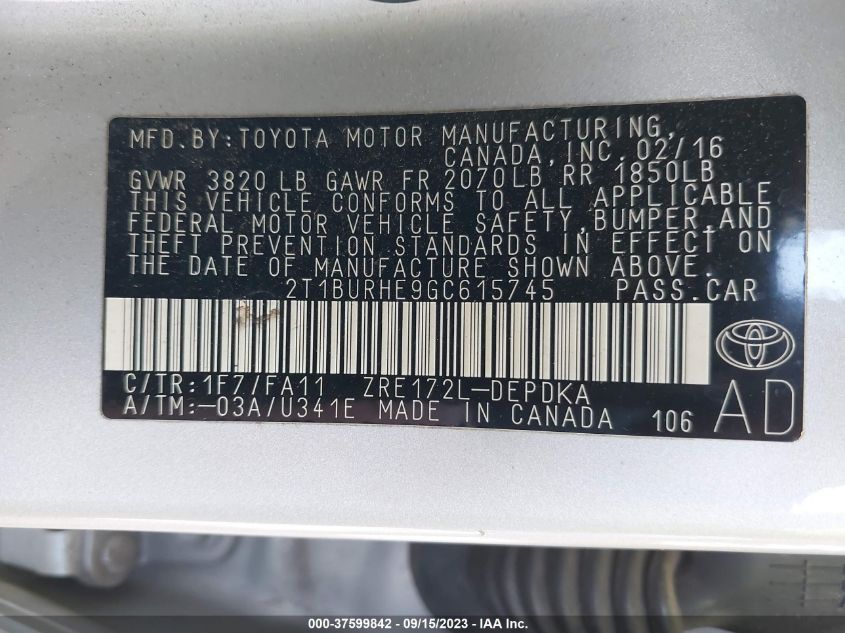 MFD.BY:TOYOTA MOTOR MANUFACTURING,
CANADA,INC.02/16
GVWR 3820 LB GAWR FR 2070LB RR 1850LB
THIS VEHICLE CONFORMS TO ALL APPLICABLE
FEDERAL MOTOR VEHICLE SAFETY,BUMPER,AND
THEFT PREVENTION STANDARDS IN EFFECT ON
THE DATE OF MANUFACTURE SHOWN ABOVE.
2T1BURHE9GC615745 PASS.CAR
C/TR:1F7/FA11 ZRE172L-DEPDKA
A/TM:-03A/U341E MADE IN CANADA 106 AD
000-37599842 - 09/15/2023 - IAAI.com